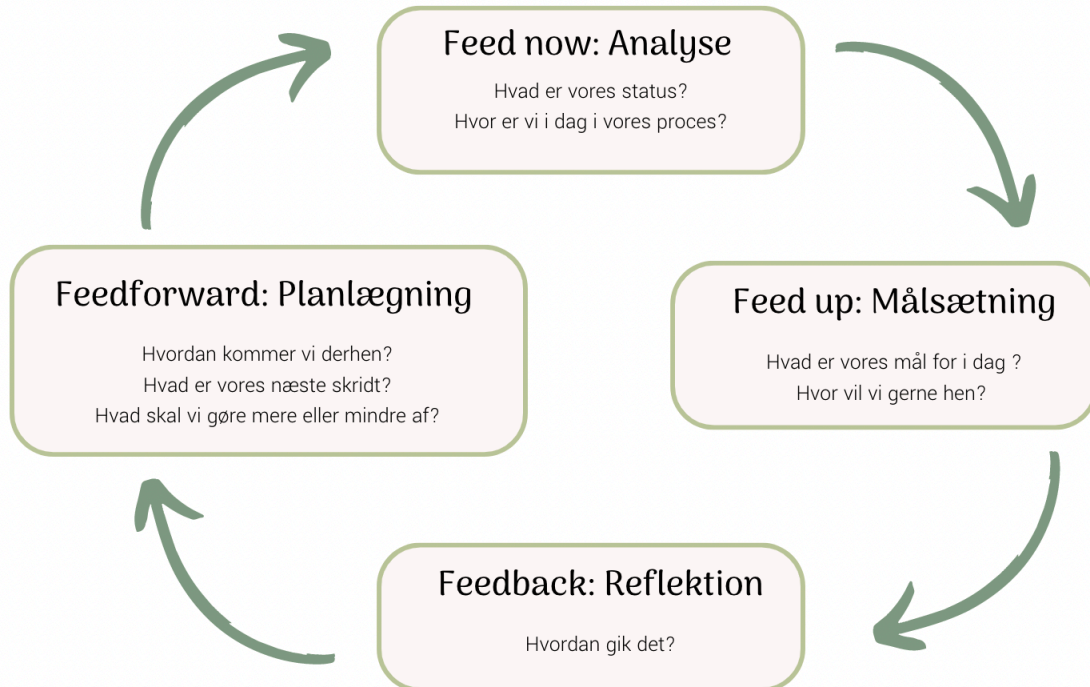 Feed now: Analyse
Hvad er vores status?
Hvor er vi i dag i vores proces?
Feed up: Målsætning
Hvad er vores mål for i dag ?
Hvor vil vi gerne hen?
Feedback: Reflektion
Hvordan gik det?
Feedforward: Planlægning
Hvordan kommer vi derhen?
Hvad er vores næste skridt?
Hvad skal vi gøre mere eller mindre af?